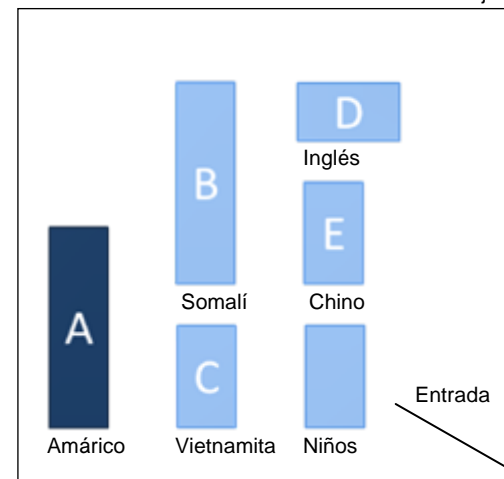 D
Inglés
B
E
Somalí
Chino
A
C
Entrada
Amárico
Vietnamita
Niños